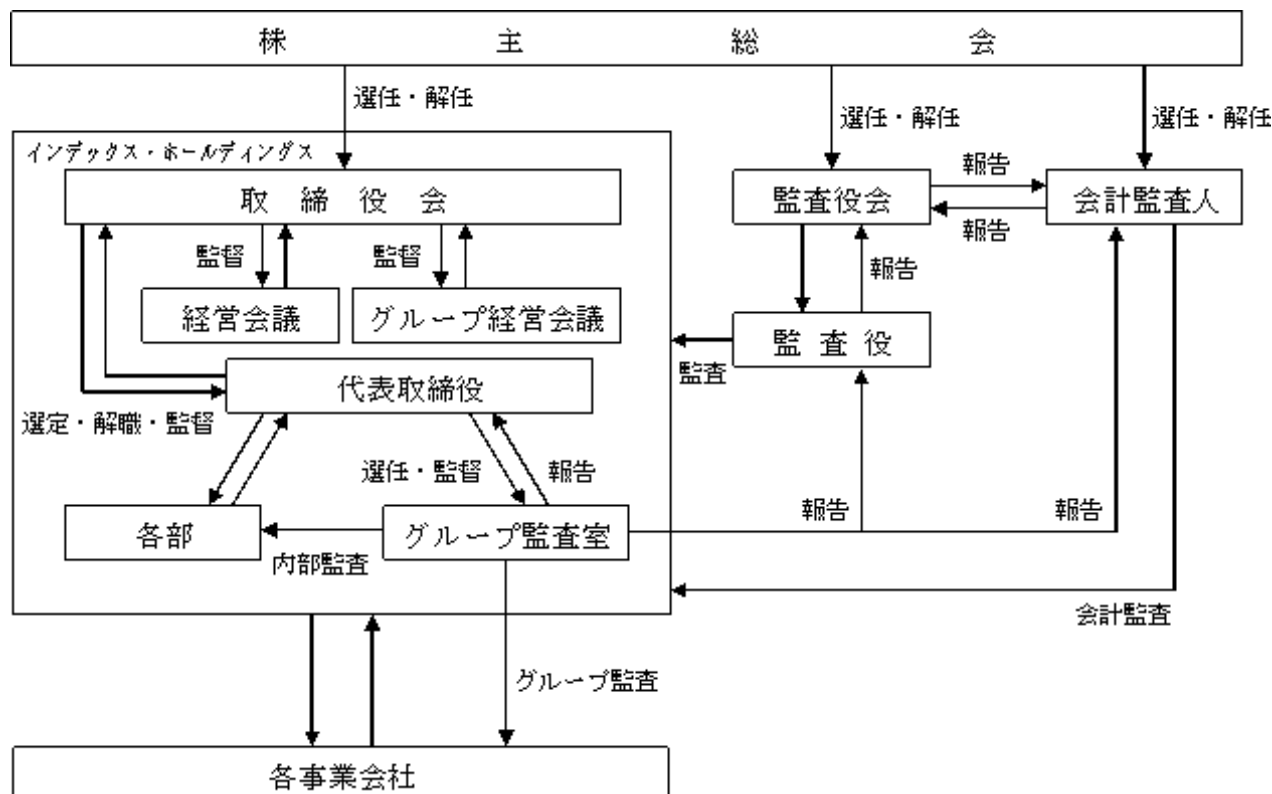 株主総会
選任・解任
選任・解任
選任・解任
インデックス・ホールディングス
取締役会
監査役会
報告
報告
会計監査人
監督
監督
報告
経営会議
グループ経営会議
監査役
監査
代表取締役
選定・解職・監督
選任・監督
報告
各部
内部監査
グループ監査室
報告
報告
会計監査
グループ監査
各事業会社